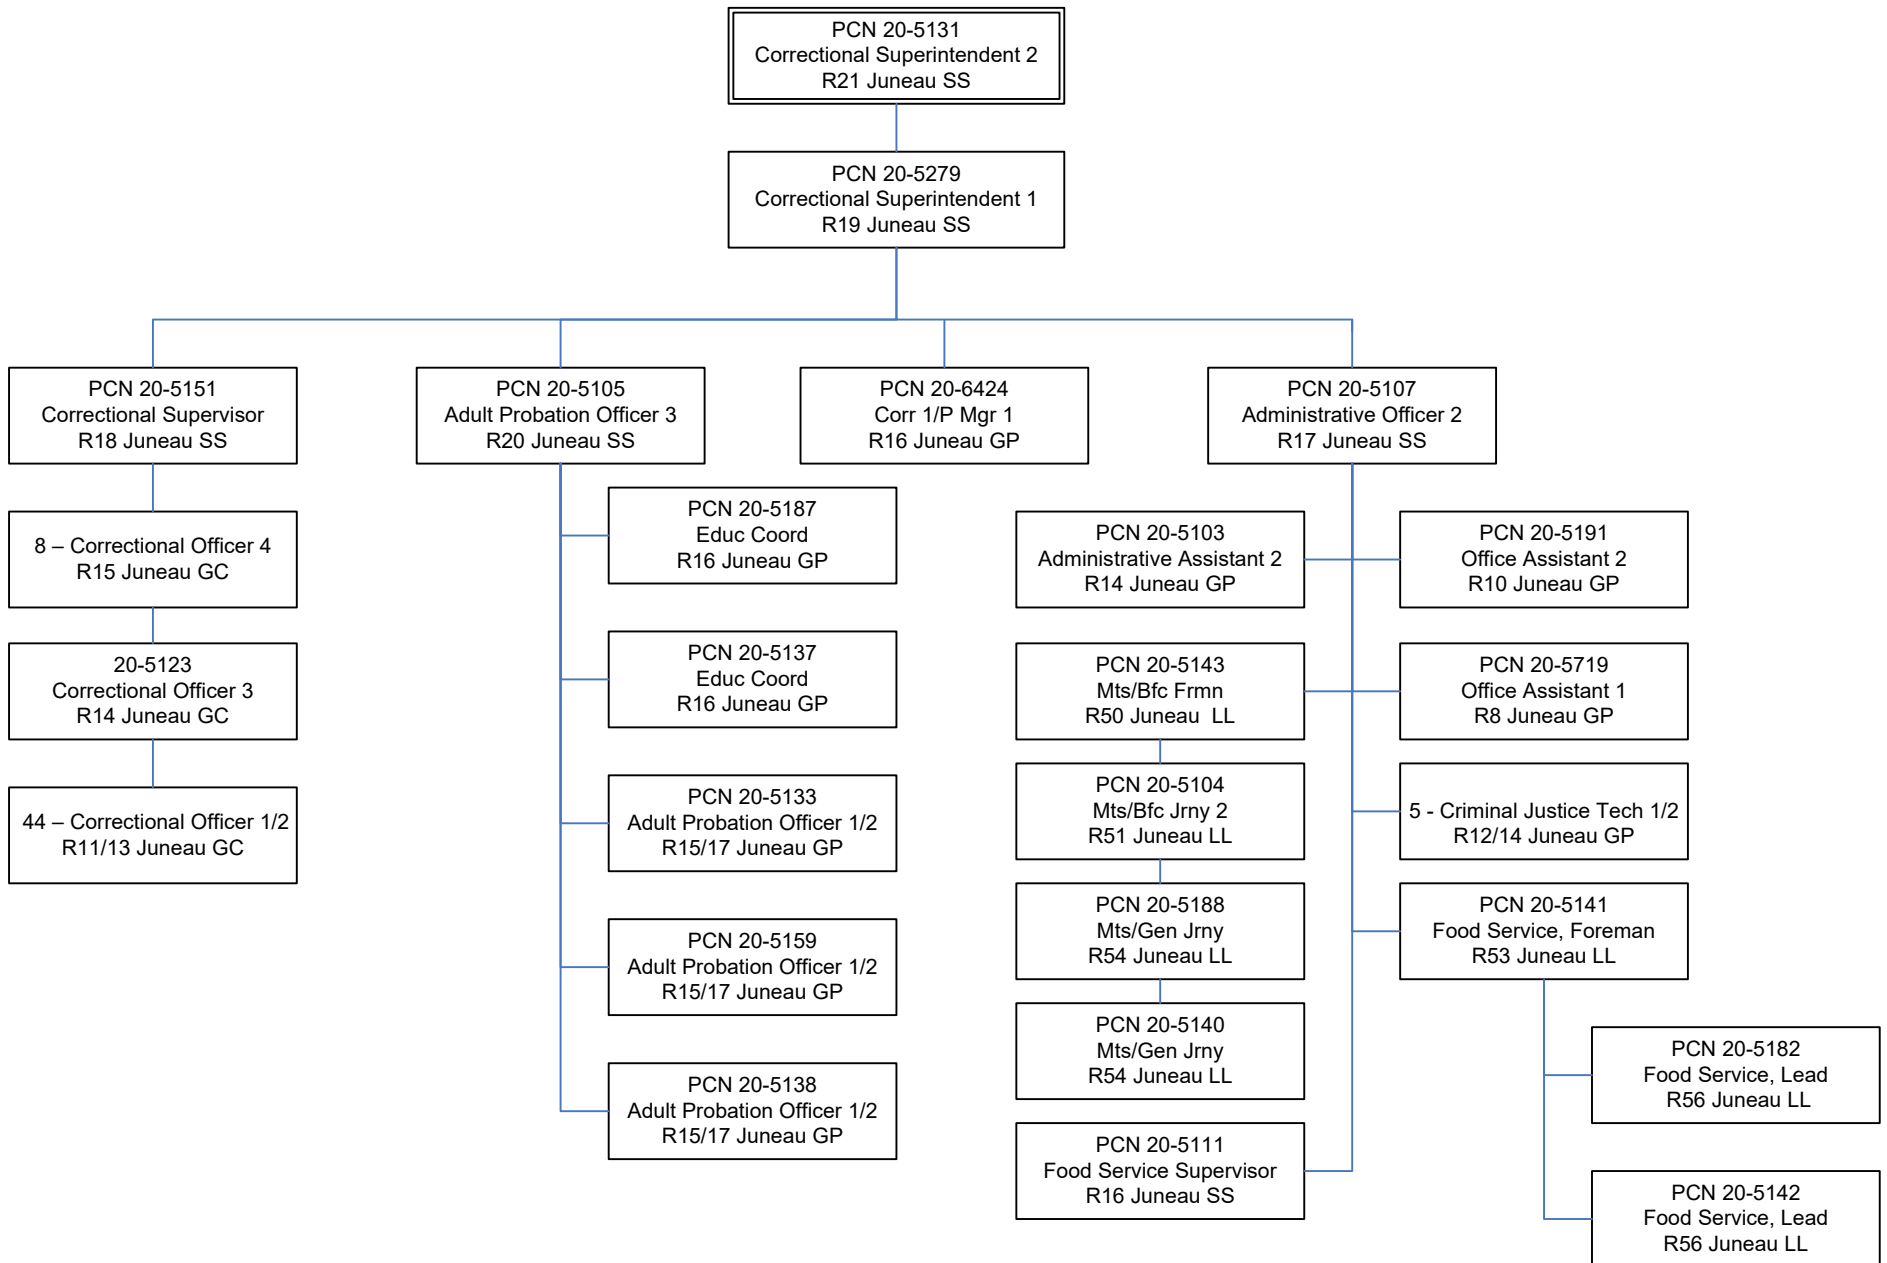 PCN 20-5131
Correctional Superintendent 2
R21 Juneau SS
PCN 20-5279
Correctional Superintendent 1
R19 Juneau SS
PCN 20-5151
Correctional Supervisor
R18 Juneau SS
8 – Correctional Officer 4
R15 Juneau GC
20-5123
Correctional Officer 3
R14 Juneau GC
44 – Correctional Officer 1/2
R11/13 Juneau GC
PCN 20-5105
Adult Probation Officer 3
R20 Juneau SS
PCN 20-5187
Educ Coord
R16 Juneau GP
PCN 20-5137
Educ Coord
R16 Juneau GP
PCN 20-5133
Adult Probation Officer 1/2
R15/17 Juneau GP
PCN 20-5159
Adult Probation Officer 1/2
R15/17 Juneau GP
PCN 20-5138
Adult Probation Officer 1/2
R15/17 Juneau GP
PCN 20-6424
Corr 1/P Mgr 1
R16 Juneau GP
PCN 20-5107
Administrative Officer 2
R17 Juneau SS
PCN 20-5103
Administrative Assistant 2
R14 Juneau GP
PCN 20-5143
Mts/Bfc Frmn
R50 Juneau  LL
PCN 20-5104
Mts/Bfc Jrny 2
R51 Juneau LL
PCN 20-5188
Mts/Gen Jrny
R54 Juneau LL
PCN 20-5140
Mts/Gen Jrny
R54 Juneau LL
PCN 20-5111
Food Service Supervisor
R16 Juneau SS
PCN 20-5191
Office Assistant 2
R10 Juneau GP
PCN 20-5719
Office Assistant 1
R8 Juneau GP
5 - Criminal Justice Tech 1/2
R12/14 Juneau GP
PCN 20-5141
Food Service, Foreman
R53 Juneau LL
PCN 20-5182
Food Service, Lead
R56 Juneau LL
PCN 20-5142
Food Service, Lead
R56 Juneau LL